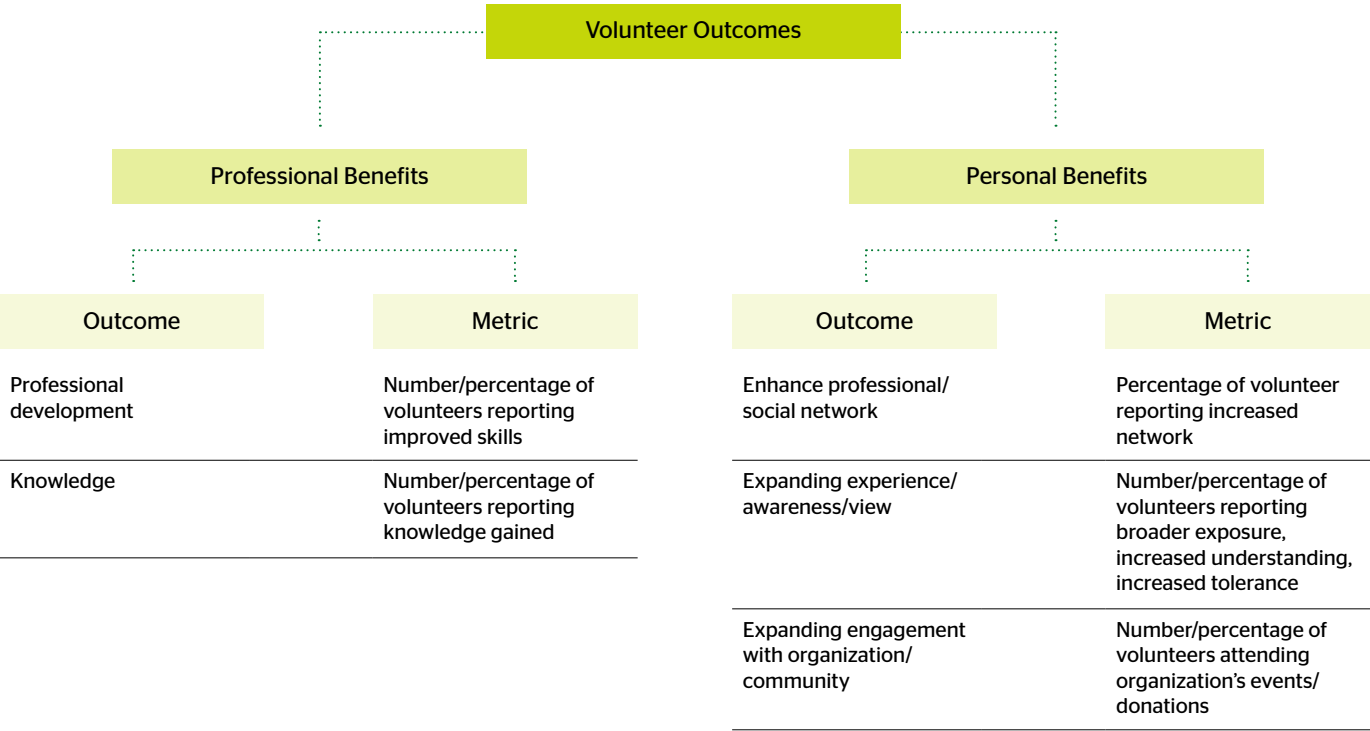 Volunteer Outcomes
Professional Benefits
Personal Benefits
Outcome
Metric
Outcome
Metric
Professional
development
Number/percentage of
volunteers reporting
improved skills
Knowledge
Number/percentage of
volunteers reporting
knowledge gained
Enhance professional/
social network
Percentage of volunteer
reporting increased
network
Expanding experience/
awareness/view
Number/percentage of
volunteers reporting
broader exposure,
increased understanding,
increased tolerance
Expanding engagement
with organization/
community
Number/percentage of
volunteers attending
organization’s events/
donations